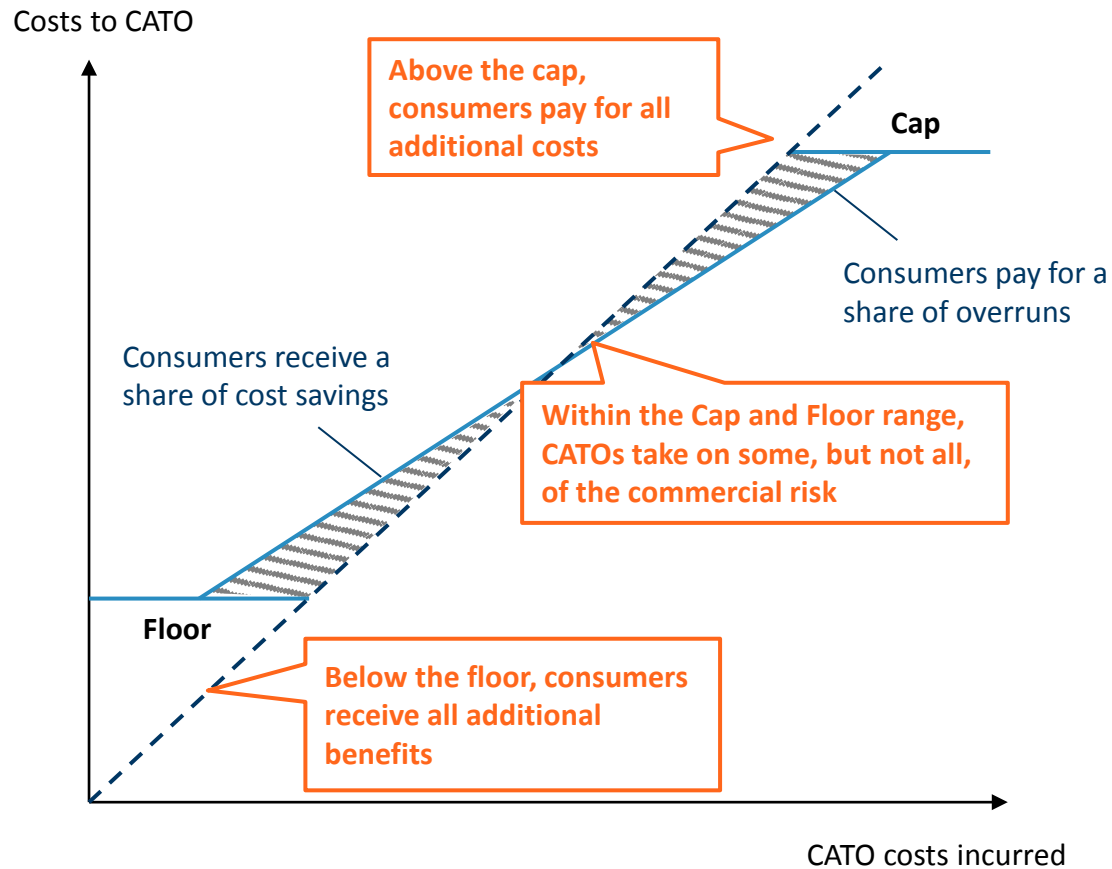 Costs to CATO
Above the cap,
consumers pay for all
additional costs
Cap
Consumers pay for a
share of overruns
Consumers receive a
share of cost savings
Within the Cap and Floor range,
CATOs take on some, but not all,
of the commercial risk
Floor
Below the floor, consumers
receive all additional
benefits
CATO costs incurred